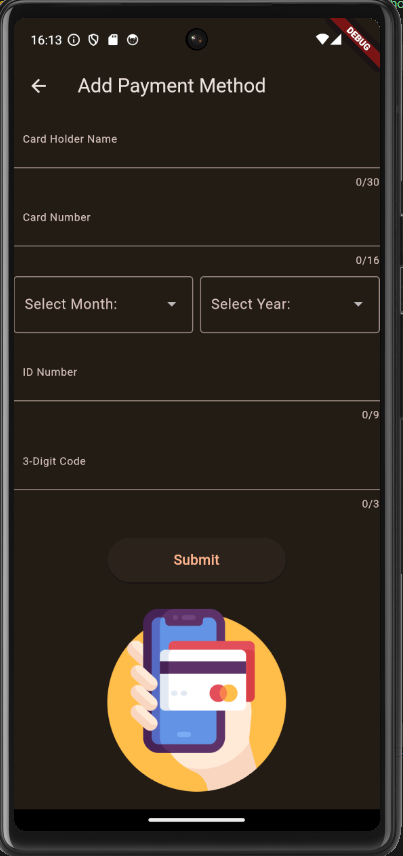 16:13
DEBUG
Add Payment Method
Card Holder Name
0/30
Card Number
0/16
Select Month: Select Year:
ID Number
0/9
3-Digit Code
0/3
Submit